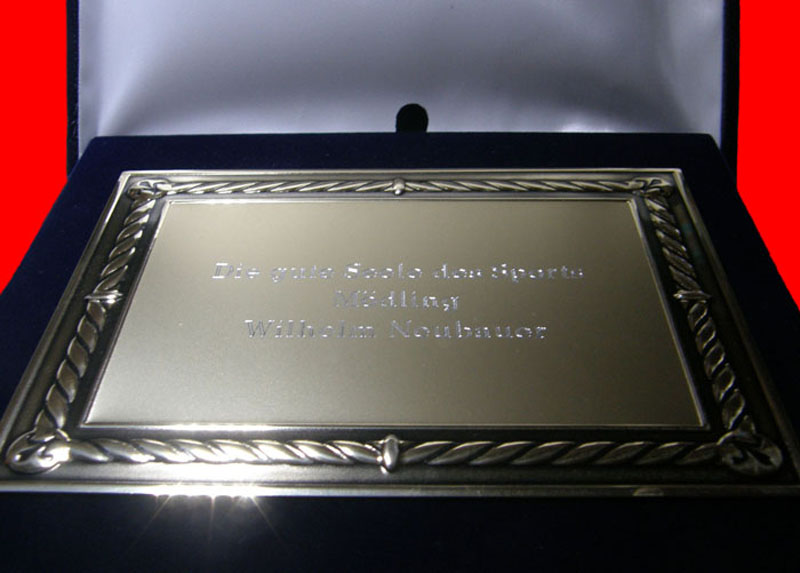 Die gute Seele des Sports
Mödling
Wilhelm Neubauer